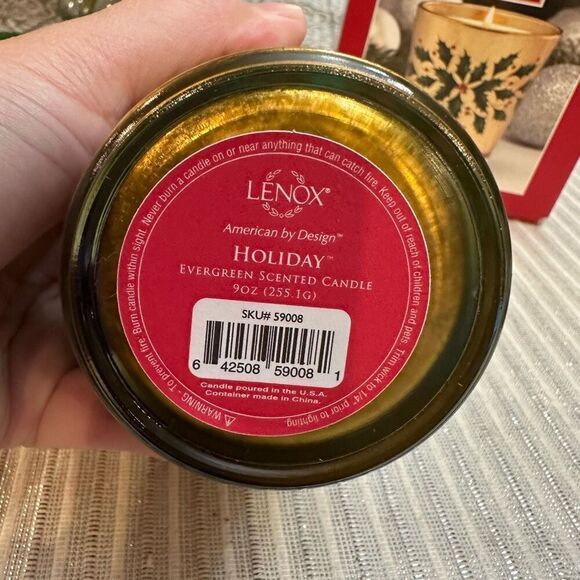 LENOX®
American by Design™
HOLIDAY™
EVERGREEN SCENTED CANDLE
9OZ (255.1G)
SKU# 59008
6 42508 59008 1
Candle poured in the U.S.A.
Container made in China.
⚠ WARNING - To prevent fire: Burn candle within sight. Never burn a candle on or near anything that can catch fire. Keep out of reach of children and pets. Trim wick to 1/4" prior to lighting.